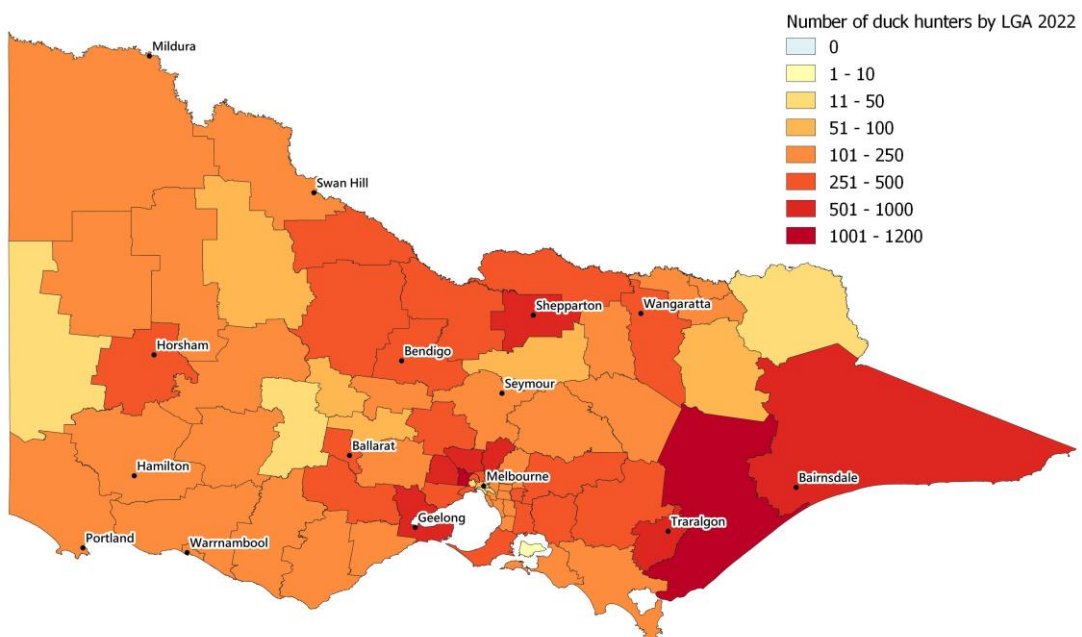 Number of duck hunters by LGA 2022
0
1 - 10
11 - 50
51 - 100
101 - 250
251 - 500
501 - 1000
1001 - 1200
Mildura
Swan Hill
Shepparton
Wangaratta
Horsham
Bendigo
Seymour
Ballarat
Hamilton
Melbourne
Bairnsdale
Geelong
Traralgon
Portland
Warrnambool